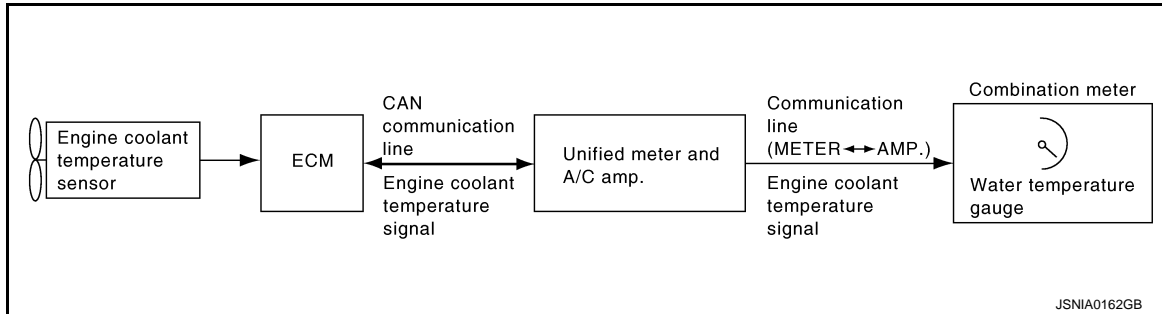 Engine coolant
temperature
sensor
ECM
CAN
communication
line
Engine coolant
temperature
signal
Unified meter and
A/C amp.
Communication
line
(METER↔AMP.)
Engine coolant
temperature
signal
Combination meter
Water temperature
gauge
JSNIA0162GB